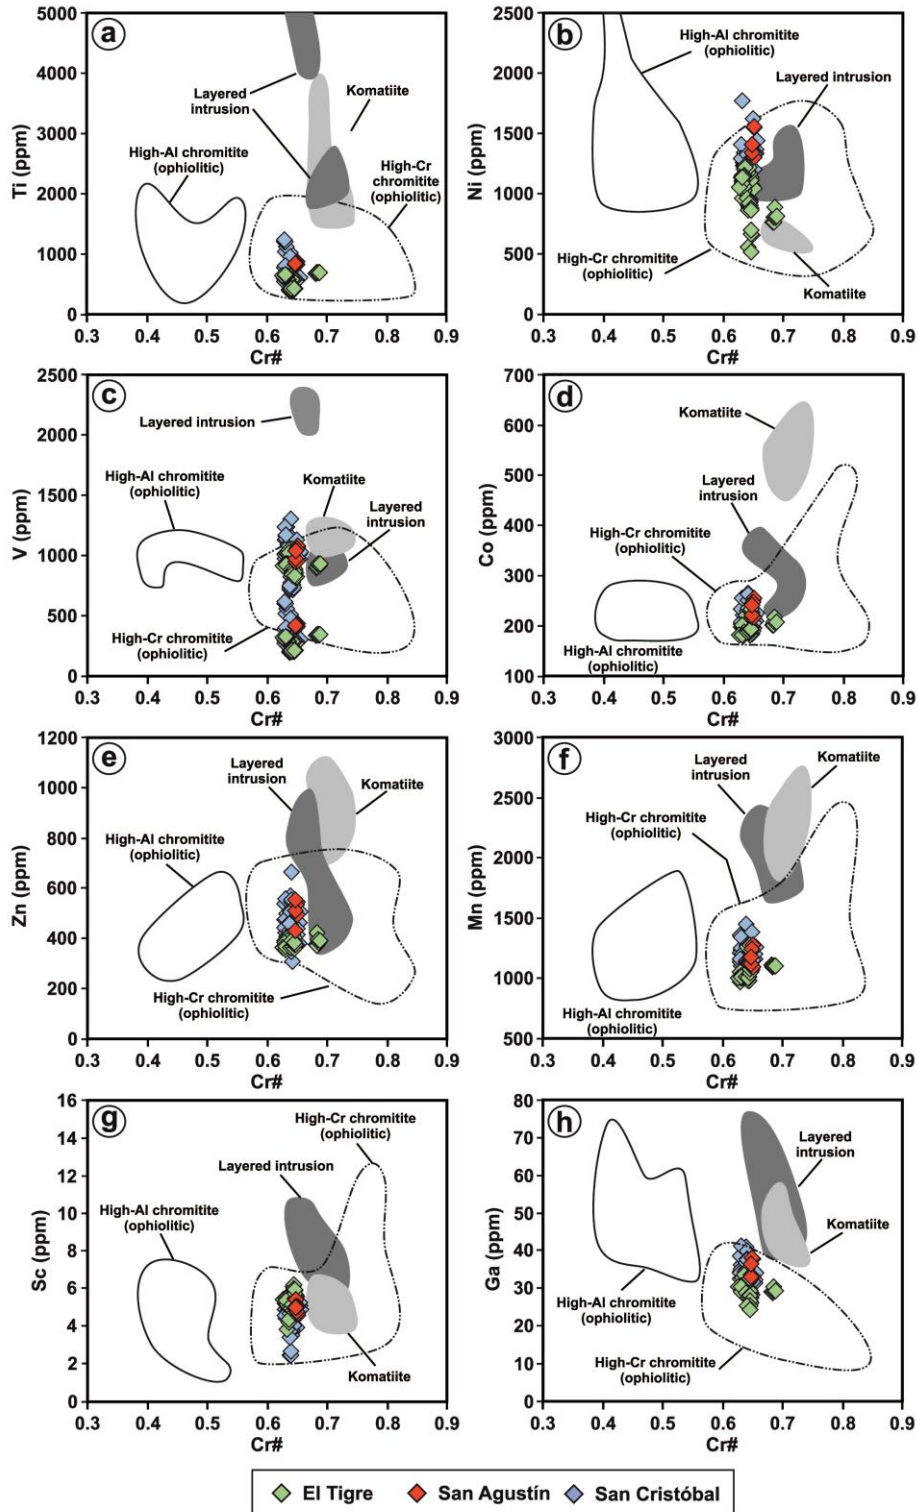 a
5000
4000
3000
2000
1000
0
Ti (ppm)
Layered
intrusion
Komatiite
High-Al chromitite
(ophiolitic)
High-Cr
chromitite
(ophiolitic)
0.3 0.4 0.5 0.6 0.7 0.8 0.9
Cr#
b
2500
2000
1500
1000
500
0
Ni (ppm)
High-Al chromitite
(ophiolitic)
Layered intrusion
High-Cr chromitite
(ophiolitic)
Komatiite
0.3 0.4 0.5 0.6 0.7 0.8 0.9
Cr#
c
2500
2000
1500
1000
500
0
V (ppm)
Layered intrusion
High-Al chromitite
(ophiolitic)
Komatiite
Layered
intrusion
High-Cr chromitite
(ophiolitic)
0.3 0.4 0.5 0.6 0.7 0.8 0.9
Cr#
d
700
600
500
400
300
200
100
Co (ppm)
Komatiite
Layered
intrusion
High-Cr chromitite
(ophiolitic)
High-Al chromitite
(ophiolitic)
0.3 0.4 0.5 0.6 0.7 0.8 0.9
Cr#
e
1200
1000
800
600
400
200
0
Zn (ppm)
Layered
intrusion
Komatiite
High-Al chromitite
(ophiolitic)
High-Cr chromitite
(ophiolitic)
0.3 0.4 0.5 0.6 0.7 0.8 0.9
Cr#
f
3000
2500
2000
1500
1000
500
Mn (ppm)
Layered
intrusion
Komatiite
High-Cr chromitite
(ophiolitic)
High-Al chromitite
(ophiolitic)
0.3 0.4 0.5 0.6 0.7 0.8 0.9
Cr#
g
16
14
12
10
8
6
4
2
0
Sc (ppm)
High-Cr chromitite
(ophiolitic)
Layered intrusion
High-Al chromitite
(ophiolitic)
Komatiite
0.3 0.4 0.5 0.6 0.7 0.8 0.9
Cr#
h
80
70
60
50
40
30
20
10
0
Ga (ppm)
Layered
intrusion
Komatiite
High-Al chromitite
(ophiolitic)
High-Cr chromitite
(ophiolitic)
0.3 0.4 0.5 0.6 0.7 0.8 0.9
Cr#
El Tigre San Agustín San Cristóbal